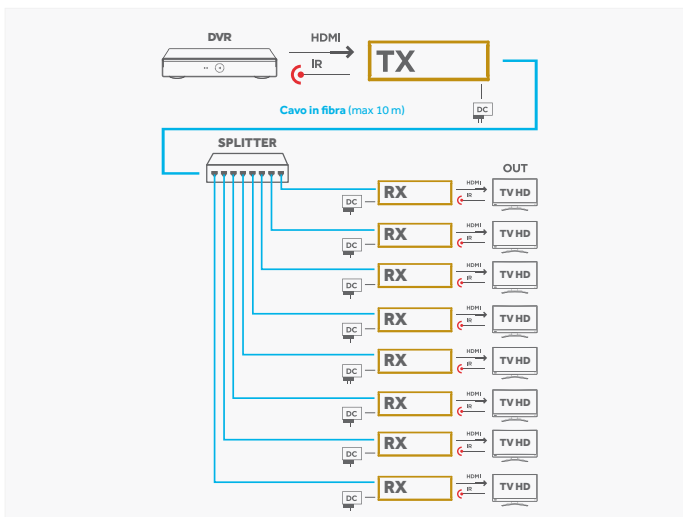 DVR
HDMI
IR
TX
DC
Cavo in fibra (max 10 m)
SPLITTER
OUT
RX
HDMI
IR
TV HD
DC
RX
HDMI
IR
TV HD
DC
RX
HDMI
IR
TV HD
DC
RX
HDMI
IR
TV HD
DC
RX
HDMI
IR
TV HD
DC
RX
HDMI
IR
TV HD
DC
RX
HDMI
IR
TV HD
DC
RX
HDMI
IR
TV HD
DC